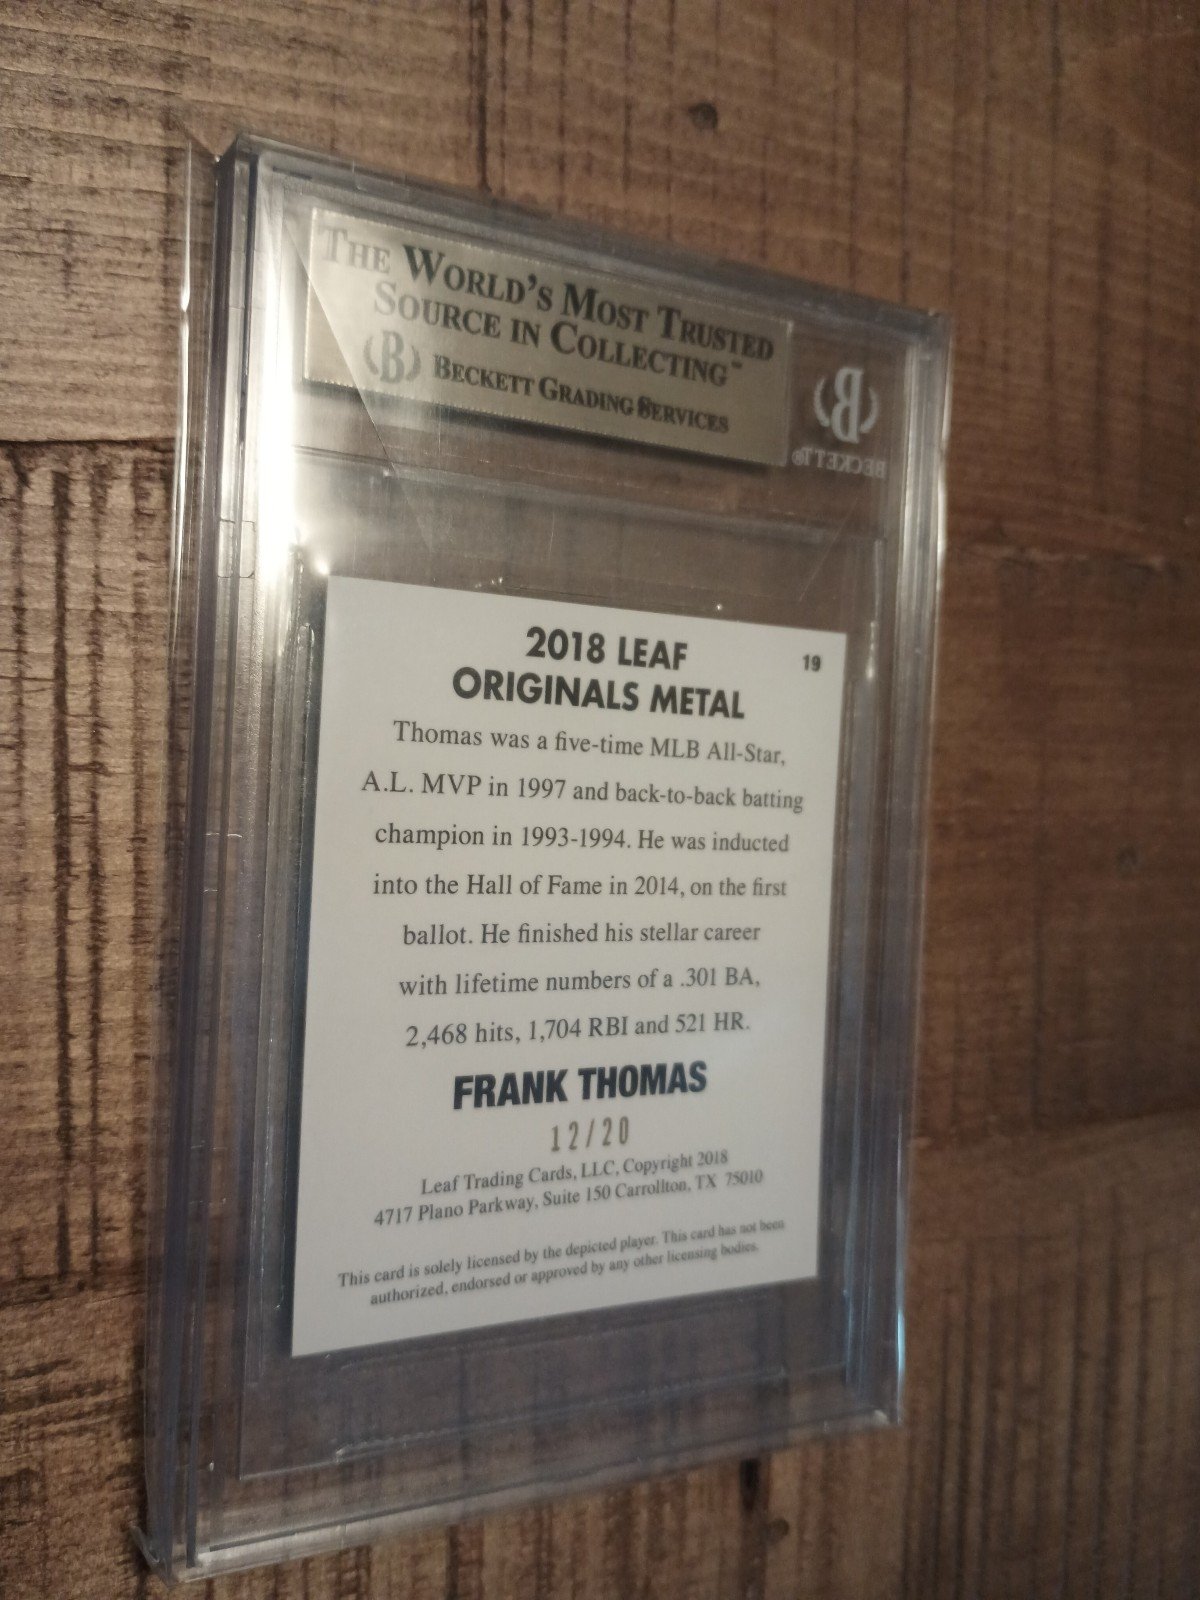 THE WORLD'S MOST TRUSTED
SOURCE IN COLLECTING™
B BECKETT GRADING SERVICES
B
BECKETT®
2018 LEAF
ORIGINALS METAL
19
Thomas was a five-time MLB All-Star,
A.L. MVP in 1997 and back-to-back batting
champion in 1993-1994. He was inducted
into the Hall of Fame in 2014, on the first
ballot. He finished his stellar career
with lifetime numbers of a .301 BA,
2,468 hits, 1,704 RBI and 521 HR.
FRANK THOMAS
12/20
Leaf Trading Cards, LLC, Copyright 2018
4717 Plano Parkway, Suite 150 Carrollton, TX 75010
This card is solely licensed by the depicted player. This card has not been
authorized, endorsed or approved by any other licensing bodies.